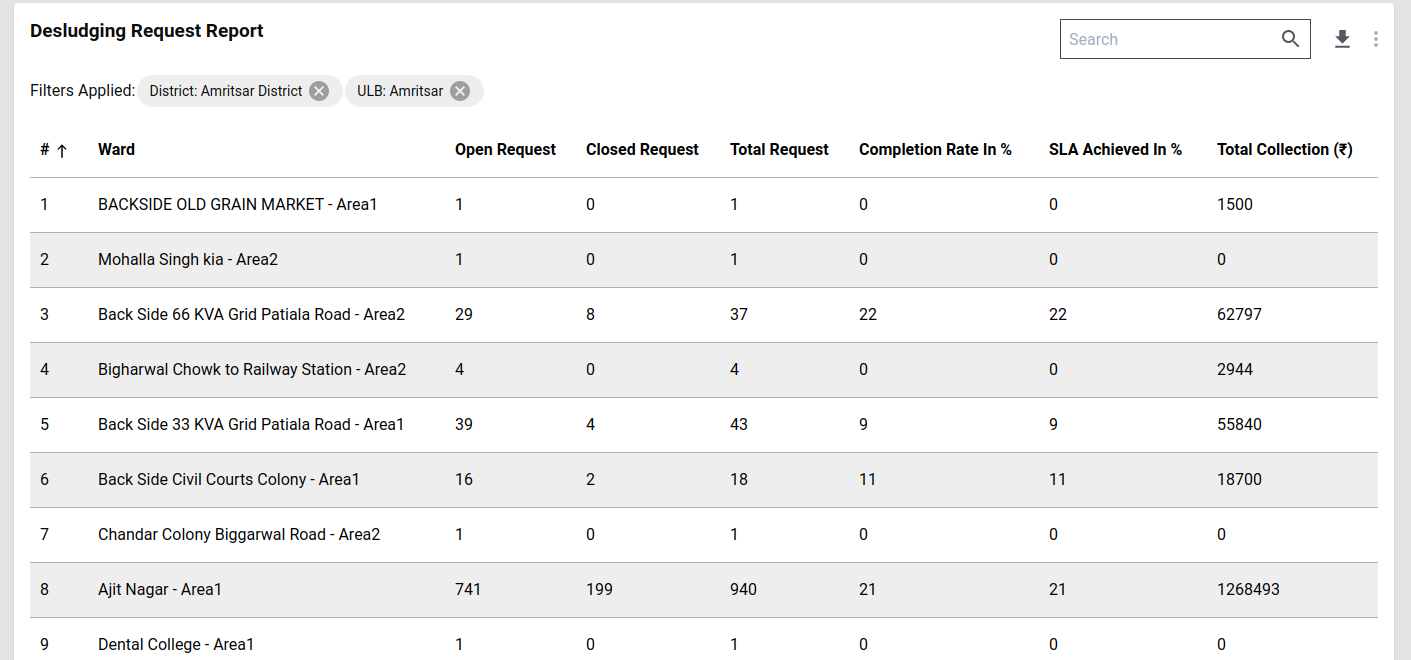 Desludging Request Report
Search
Filters Applied: District: Amritsar District ULB: Amritsar
# Ward Open Request Closed Request Total Request Completion Rate In % SLA Achieved In % Total Collection (₹)
1 BACKSIDE OLD GRAIN MARKET - Area1 1 0 1 0 0 1500
2 Mohalla Singh kia - Area2 1 0 1 0 0 0
3 Back Side 66 KVA Grid Patiala Road - Area2 29 8 37 22 22 62797
4 Bigharwal Chowk to Railway Station - Area2 4 0 4 0 0 2944
5 Back Side 33 KVA Grid Patiala Road - Area1 39 4 43 9 9 55840
6 Back Side Civil Courts Colony - Area1 16 2 18 11 11 18700
7 Chandar Colony Biggarwal Road - Area2 1 0 1 0 0 0
8 Ajit Nagar - Area1 741 199 940 21 21 1268493
9 Dental College - Area1 1 0 1 0 0 0